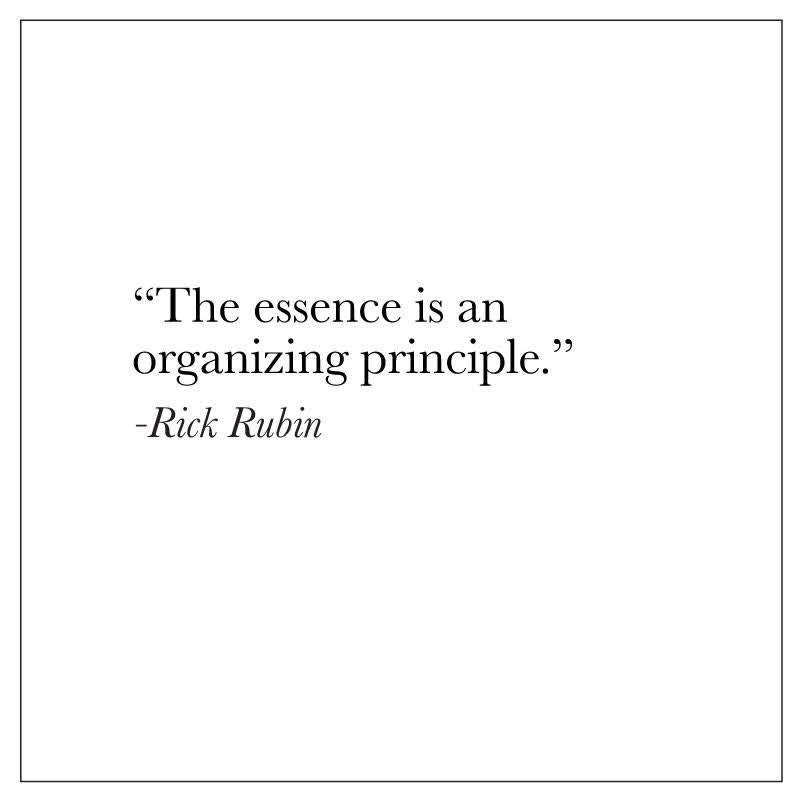 “The essence is an
organizing principle.”
-Rick Rubin